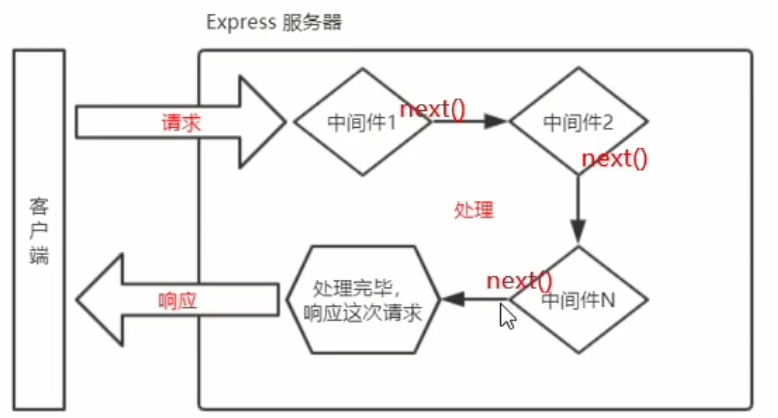 Express 服务器
客户端
请求
中间件1
next()
中间件2
next()
处理
next()
中间件N
处理完毕，
响应这次请求
响应